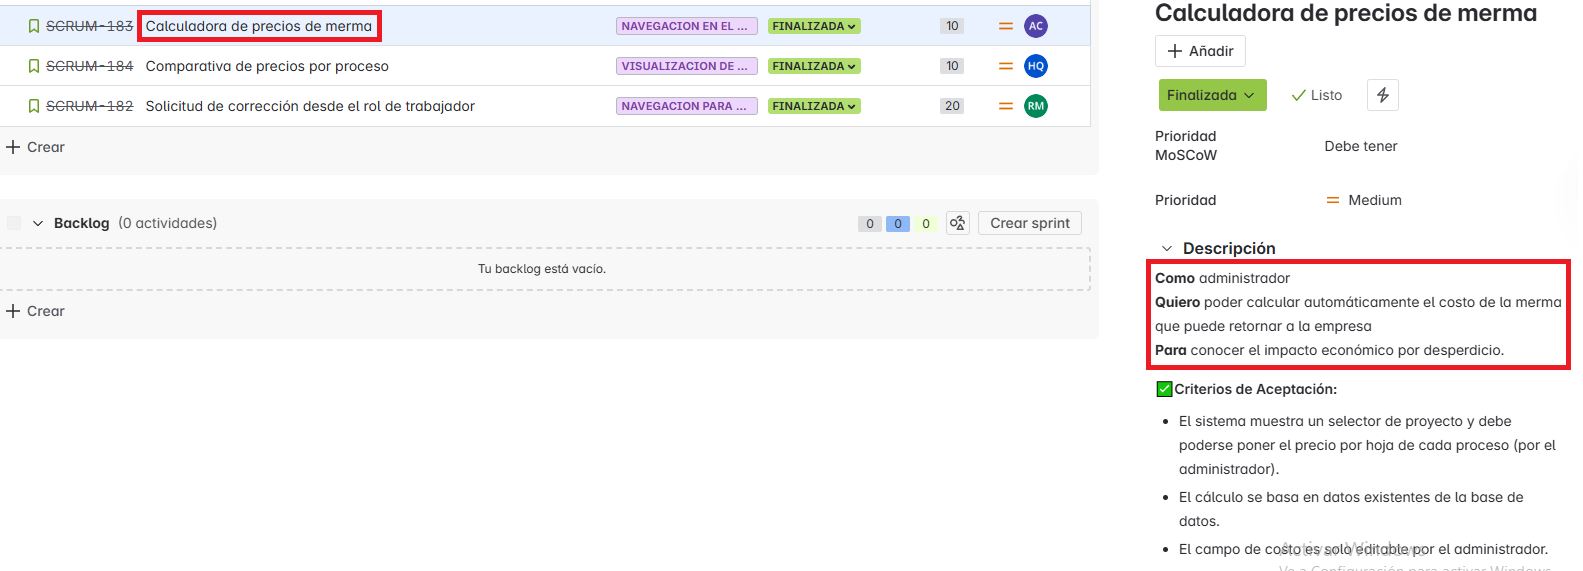 SCRUM-183 Calculadora de precios de merma NAVEGACION EN EL ... FINALIZADA 10 AC
SCRUM-184 Comparativa de precios por proceso VISUALIZACION DE ... FINALIZADA 10 HQ
SCRUM-182 Solicitud de corrección desde el rol de trabajador NAVEGACION PARA ... FINALIZADA 20 RM
+ Crear
Backlog (0 actividades) 0 0 0 Crear sprint
Tu backlog está vacío.
+ Crear
Calculadora de precios de merma
+ Añadir
Finalizada Listo
Prioridad
MoSCoW
Debe tener
Prioridad Medium
Descripción
Como administrador
Quiero poder calcular automáticamente el costo de la merma
que puede retornar a la empresa
Para conocer el impacto económico por desperdicio.
✅Criterios de Aceptación:
• El sistema muestra un selector de proyecto y debe
poderse poner el precio por hoja de cada proceso (por el
administrador).
• El cálculo se basa en datos existentes de la base de
datos.
• El campo de costo es solo editable por el administrador.
Activar Windows
Ve a Configuración para activar Windows